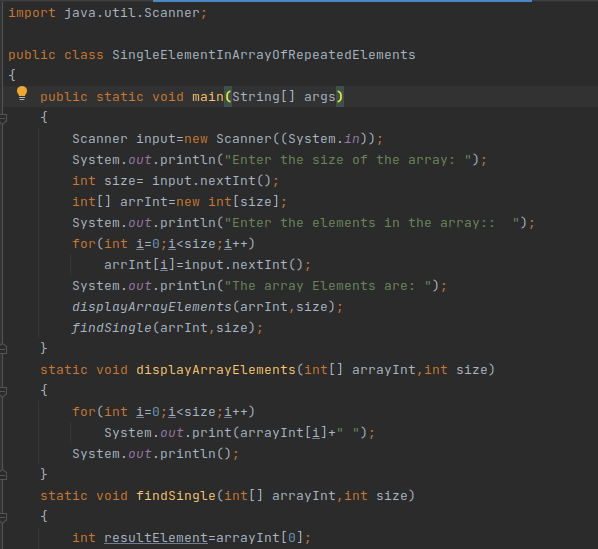 import java.util.Scanner;
public class SingleElementInArrayOfRepeatedElements
{
public static void main(String[] args)
{
Scanner input=new Scanner((System.in));
System.out.println("Enter the size of the array: ");
int size= input.nextInt();
int[] arrInt=new int[size];
System.out.println("Enter the elements in the array::  ");
for(int i=0;i<size;i++)
arrInt[i]=input.nextInt();
System.out.println("The array Elements are: ");
displayArrayElements(arrInt,size);
findSingle(arrInt,size);
}
static void displayArrayElements(int[] arrayInt,int size)
{
for(int i=0;i<size;i++)
System.out.print(arrayInt[i]+" ");
System.out.println();
}
static void findSingle(int[] arrayInt,int size)
{
int resultElement=arrayInt[0];